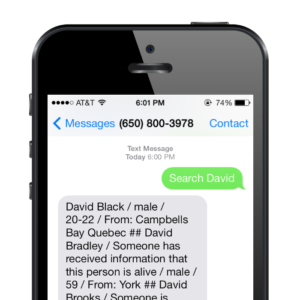 AT&T 6:01 PM 74%
Messages (650) 800-3978 Contact
Text Message
Today 6:00 PM
Search David
David Black / male /
20-22 / From: Campbells
Bay Quebec ## David
Bradley / Someone has
received information that
this person is alive / male /
59 / From: York ## David
Brooks / Someone is